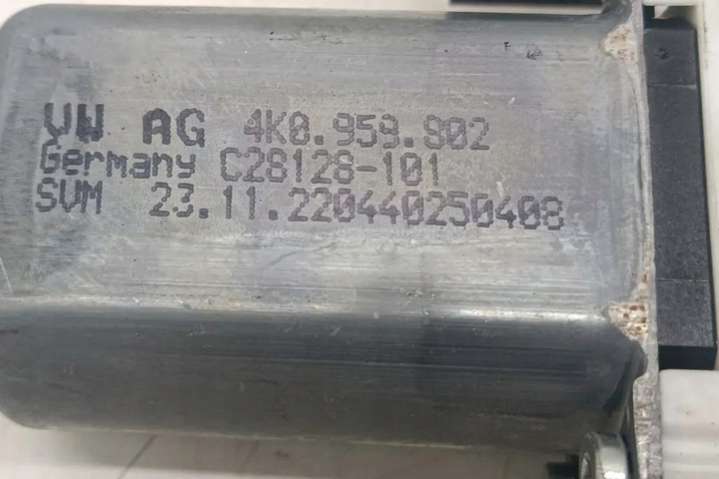 VW AG 4K0.959.802
Germany C28128-101
SVM 23.11.220440250408